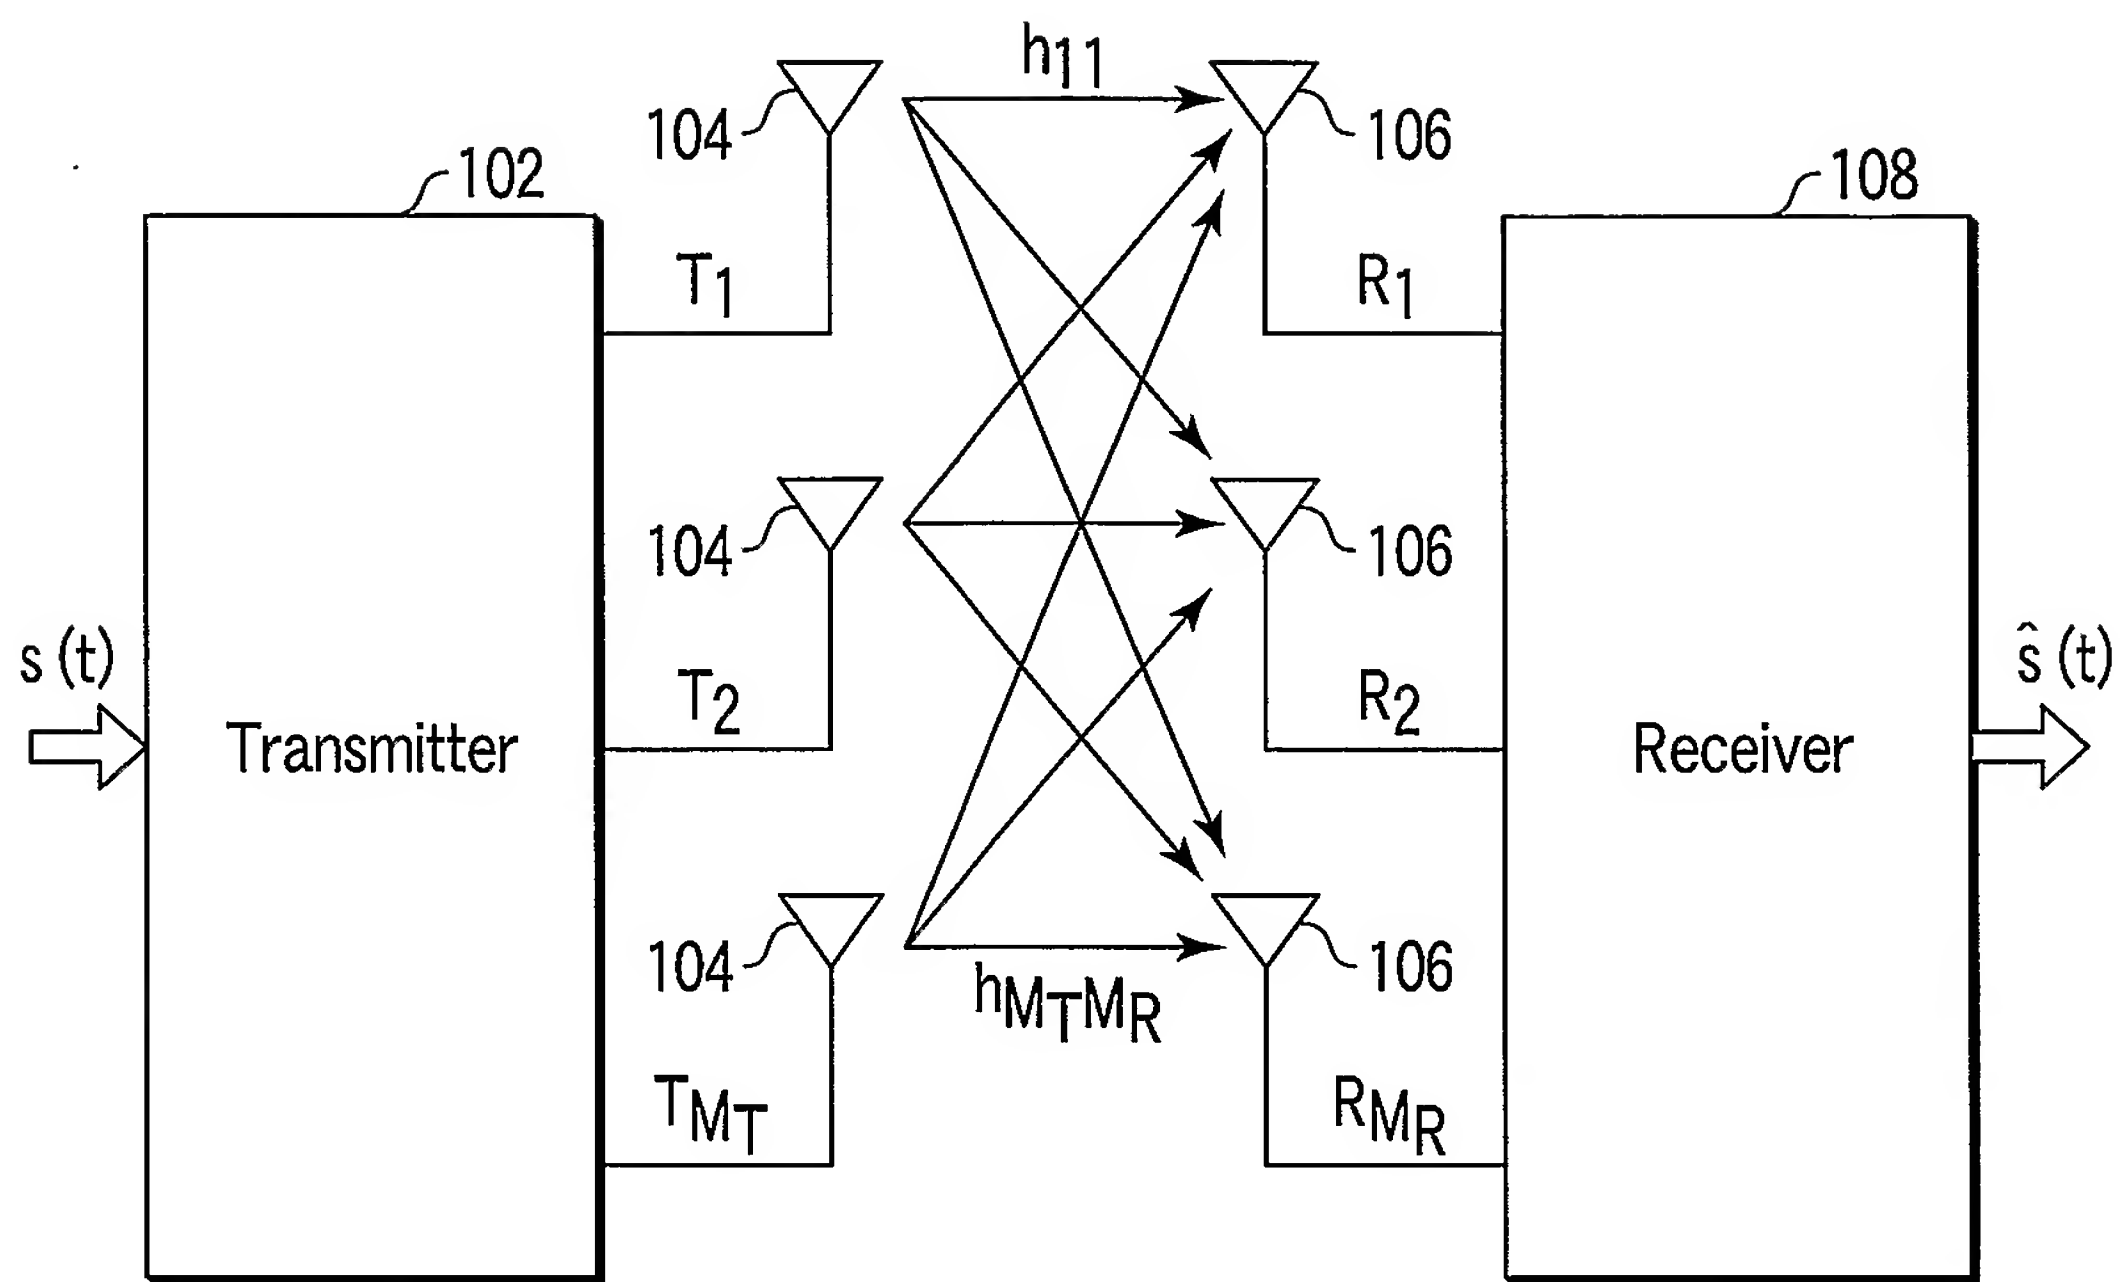 h11
104
106
102
108
T1
R1
104
106
s (t)
ŝ (t)
T2
R2
Transmitter
Receiver
104
106
hMTMR
TMT
RMR